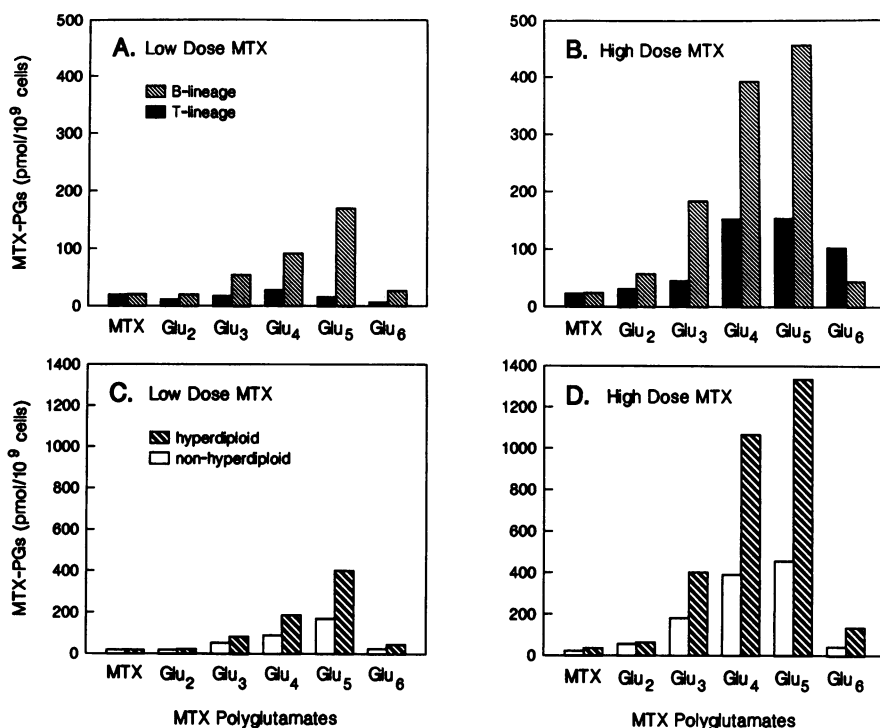 A. Low Dose MTX
B-lineage
T-lineage
MTX-PGs (pmol/10⁹ cells)
500
400
300
200
100
0
MTX Glu₂ Glu₃ Glu₄ Glu₅ Glu₆
B. High Dose MTX
500
400
300
200
100
0
MTX Glu₂ Glu₃ Glu₄ Glu₅ Glu₆
C. Low Dose MTX
hyperdiploid
non-hyperdiploid
MTX-PGs (pmol/10⁹ cells)
1400
1200
1000
800
600
400
200
0
MTX Glu₂ Glu₃ Glu₄ Glu₅ Glu₆
MTX Polyglutamates
D. High Dose MTX
1400
1200
1000
800
600
400
200
0
MTX Glu₂ Glu₃ Glu₄ Glu₅ Glu₆
MTX Polyglutamates